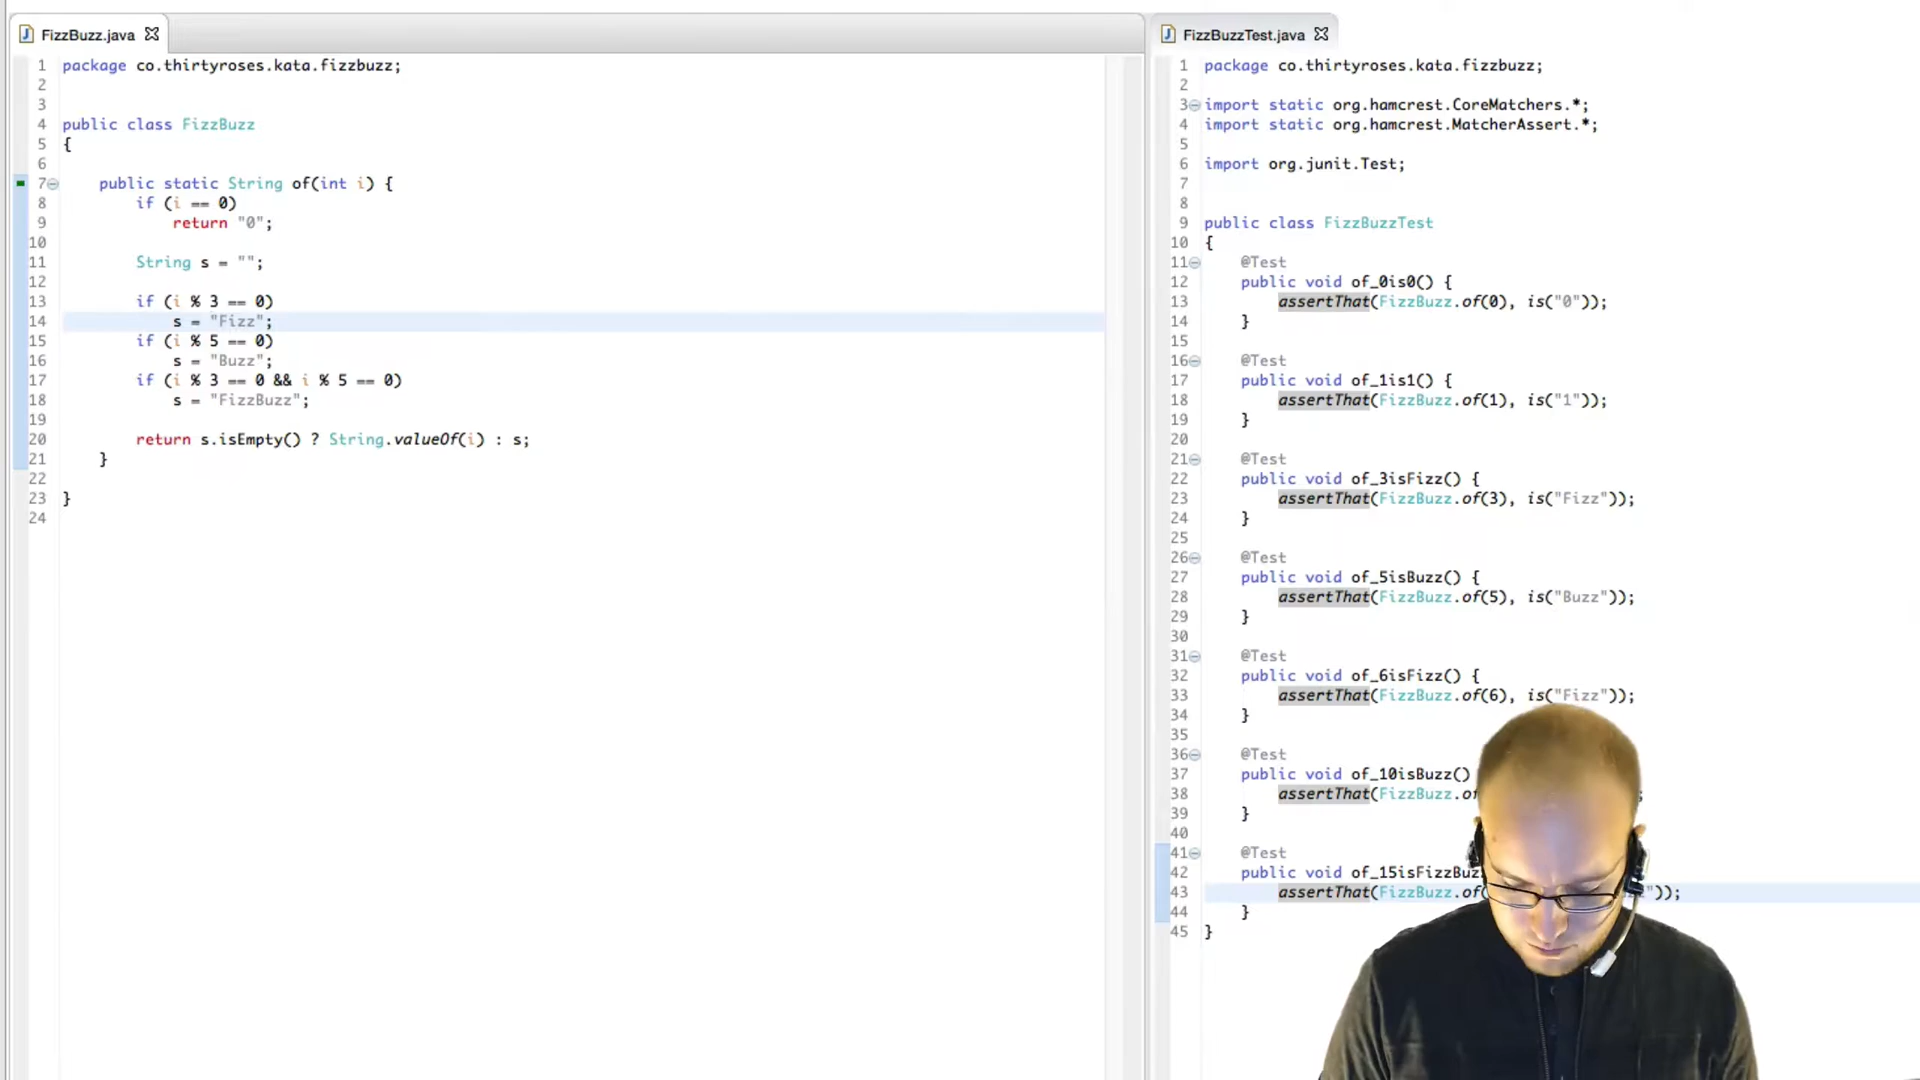 FizzBuzz.java
1 package co.thirtyroses.kata.fizzbuzz;
2
3
4 public class FizzBuzz
5 {
6
7 public static String of(int i) {
8 if (i == 0)
9 return "0";
10
11 String s = "";
12
13 if (i % 3 == 0)
14 s = "Fizz";
15 if (i % 5 == 0)
16 s = "Buzz";
17 if (i % 3 == 0 && i % 5 == 0)
18 s = "FizzBuzz";
19
20 return s.isEmpty() ? String.valueOf(i) : s;
21 }
22
23 }
24
FizzBuzzTest.java
1 package co.thirtyroses.kata.fizzbuzz;
2
3 import static org.hamcrest.CoreMatchers.*;
4 import static org.hamcrest.MatcherAssert.*;
5
6 import org.junit.Test;
7
8
9 public class FizzBuzzTest
10 {
11 @Test
12 public void of_0is0() {
13 assertThat(FizzBuzz.of(0), is("0"));
14 }
15
16 @Test
17 public void of_1is1() {
18 assertThat(FizzBuzz.of(1), is("1"));
19 }
20
21 @Test
22 public void of_3isFizz() {
23 assertThat(FizzBuzz.of(3), is("Fizz"));
24 }
25
26 @Test
27 public void of_5isBuzz() {
28 assertThat(FizzBuzz.of(5), is("Buzz"));
29 }
30
31 @Test
32 public void of_6isFizz() {
33 assertThat(FizzBuzz.of(6), is("Fizz"));
34 }
35
36 @Test
37 public void of_10isBuzz()
38 assertThat(FizzBuzz.of ;
39 }
40
41 @Test
42 public void of_15isFizzBuz
43 assertThat(FizzBuzz.of( "));
44 }
45 }